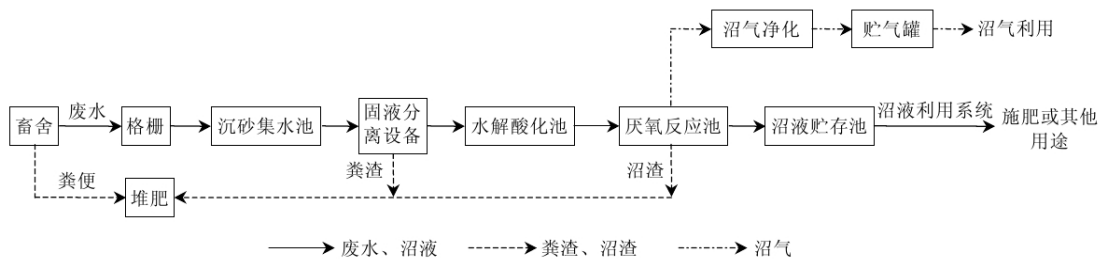 沼气净化
贮气罐
沼气利用
畜舍
废水
格栅
沉砂集水池
固液分
离设备
水解酸化池
厌氧反应池
沼液贮存池
沼液利用系统
施肥或其他
用途
粪便
堆肥
粪渣
沼渣
废水、沼液
粪渣、沼渣
沼气